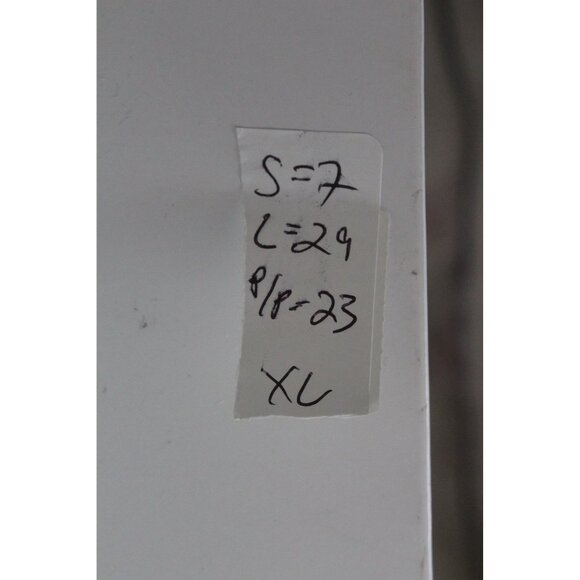 S=7
L=29
P/P=23
XL